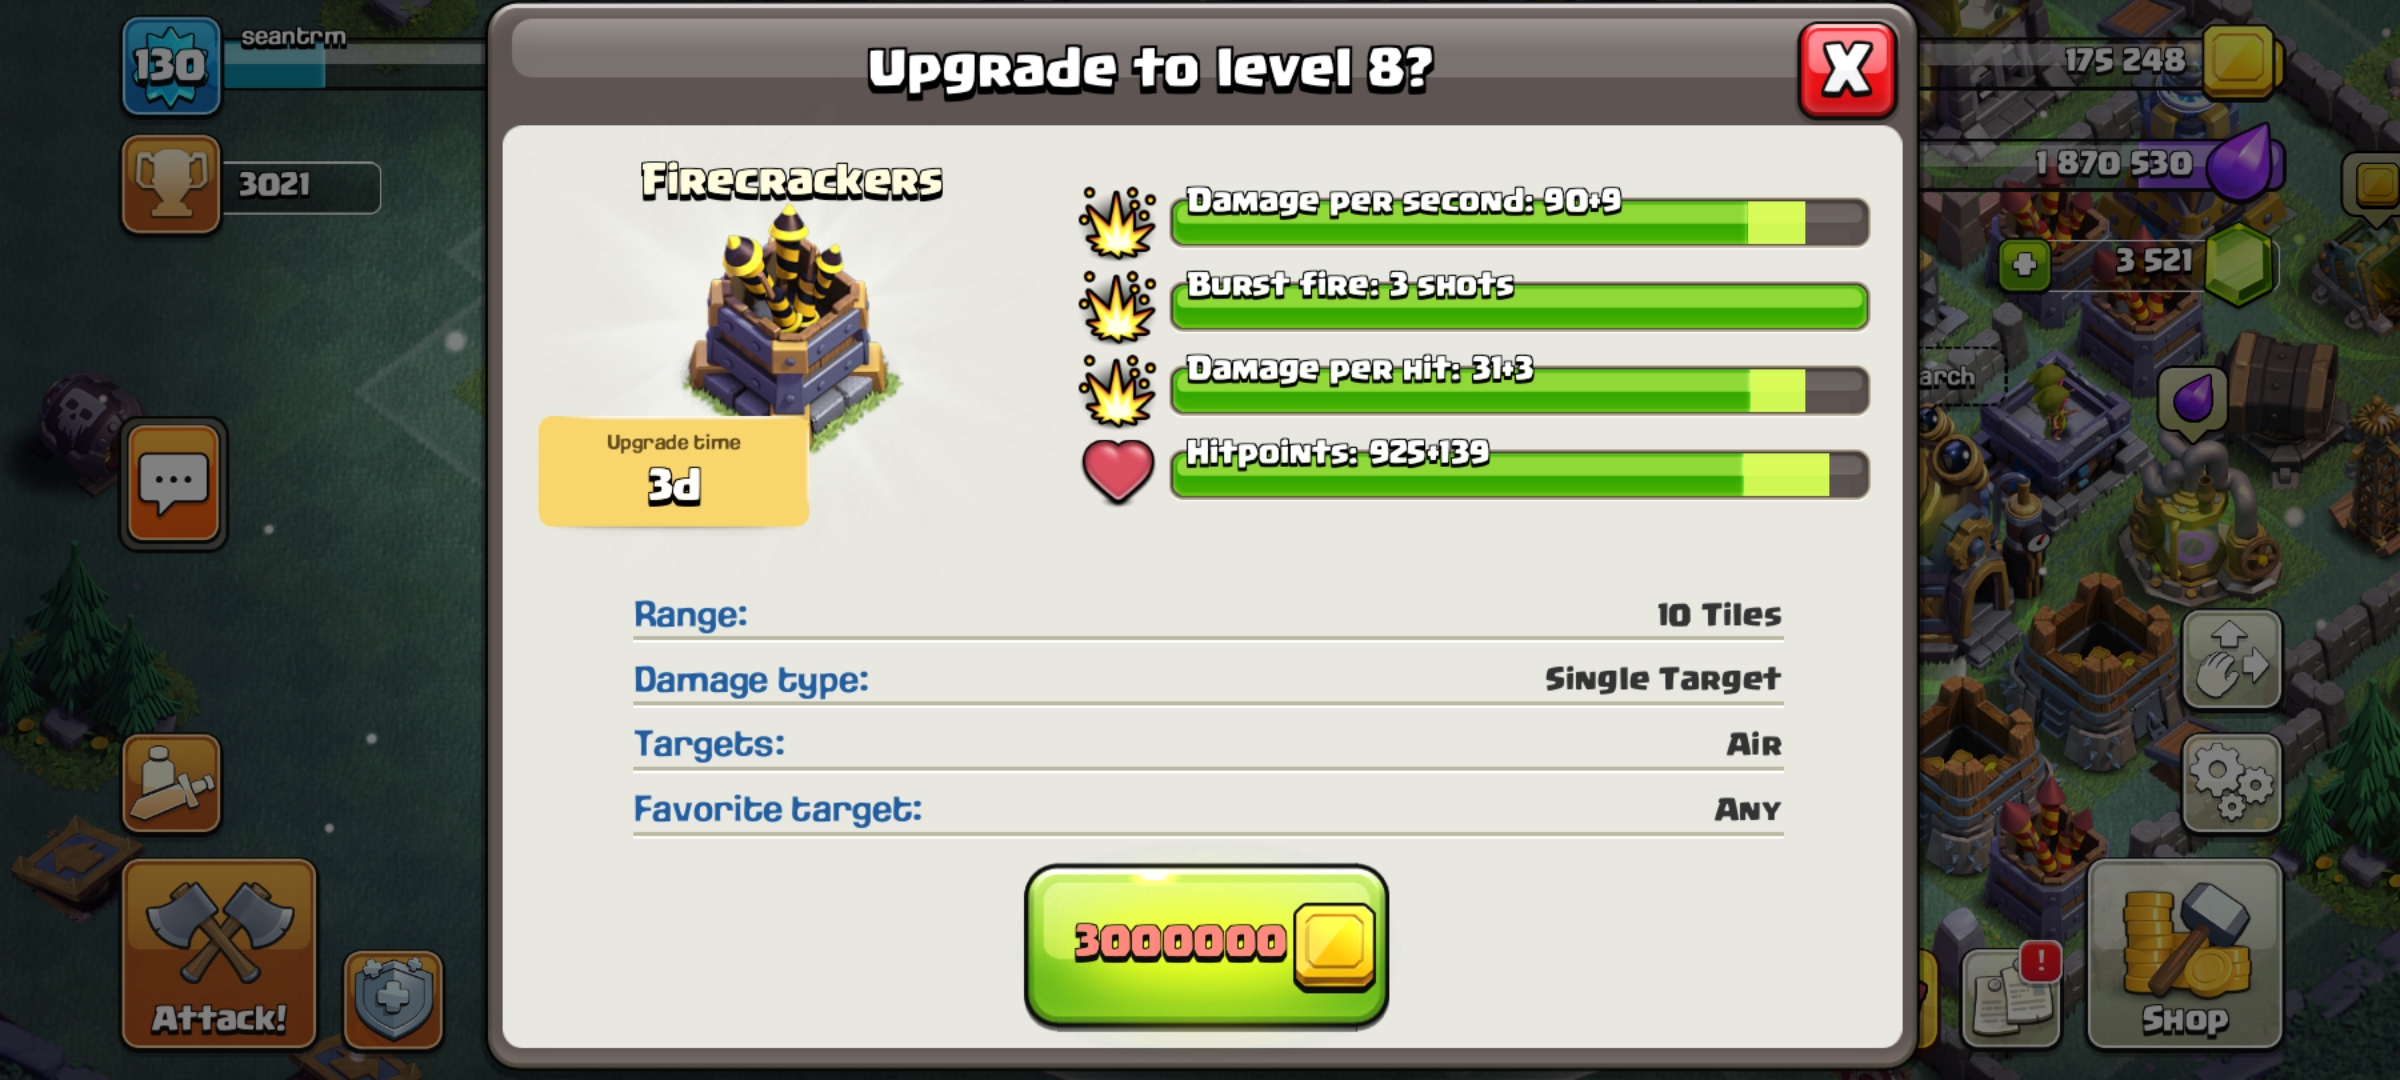 130
seantrm
3021
Upgrade to level 8?
X
175 248
1 870 530
3 521
Firecrackers
Damage per second: 90+9
Burst fire: 3 shots
Damage per hit: 31+3
Hitpoints: 925+139
arch
Upgrade time
3d
Range: 10 Tiles
Damage type: Single Target
Targets: Air
Favorite target: Any
3000000
Attack!
!
Shop